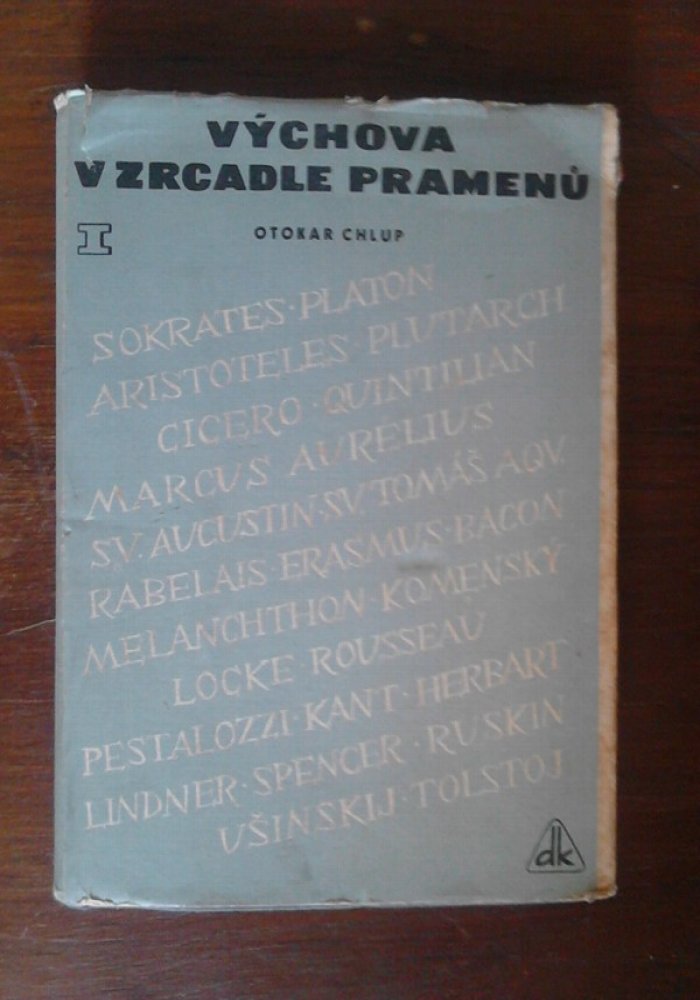 VÝCHOVA
V ZRCADLE PRAMENŮ
I
OTOKAR CHLUP
SOKRATES · PLATON
ARISTOTELES · PLUTARCH
CICERO · QUINTILIAN
MARCUS AURELIUS
SV. AUGUSTIN · SV. TOMÁŠ AQV.
RABELAIS · ERASMUS · BACON
MELANCHTHON · KOMENSKÝ
LOCKE · ROUSSEAU
PESTALOZZI · KANT · HERBART
LINDNER · SPENCER · RUSKIN
UŠINSKIJ · TOLSTOJ
dk